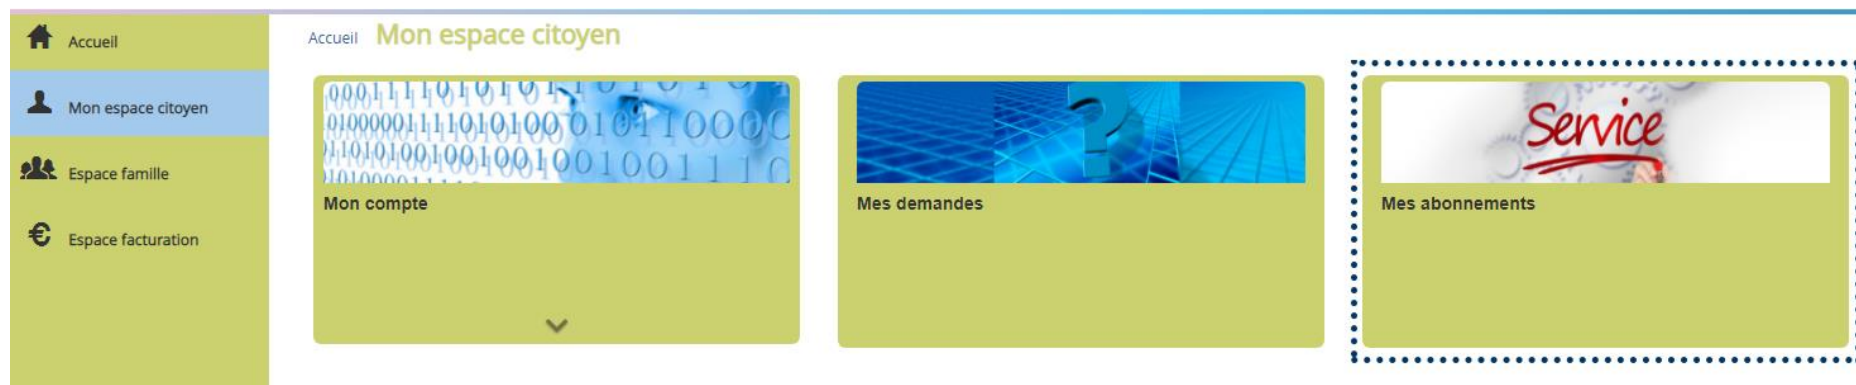 Accueil
Mon espace citoyen
Espace famille
Espace facturation
Accueil Mon espace citoyen
Mon compte
Mes demandes
Service
Mes abonnements